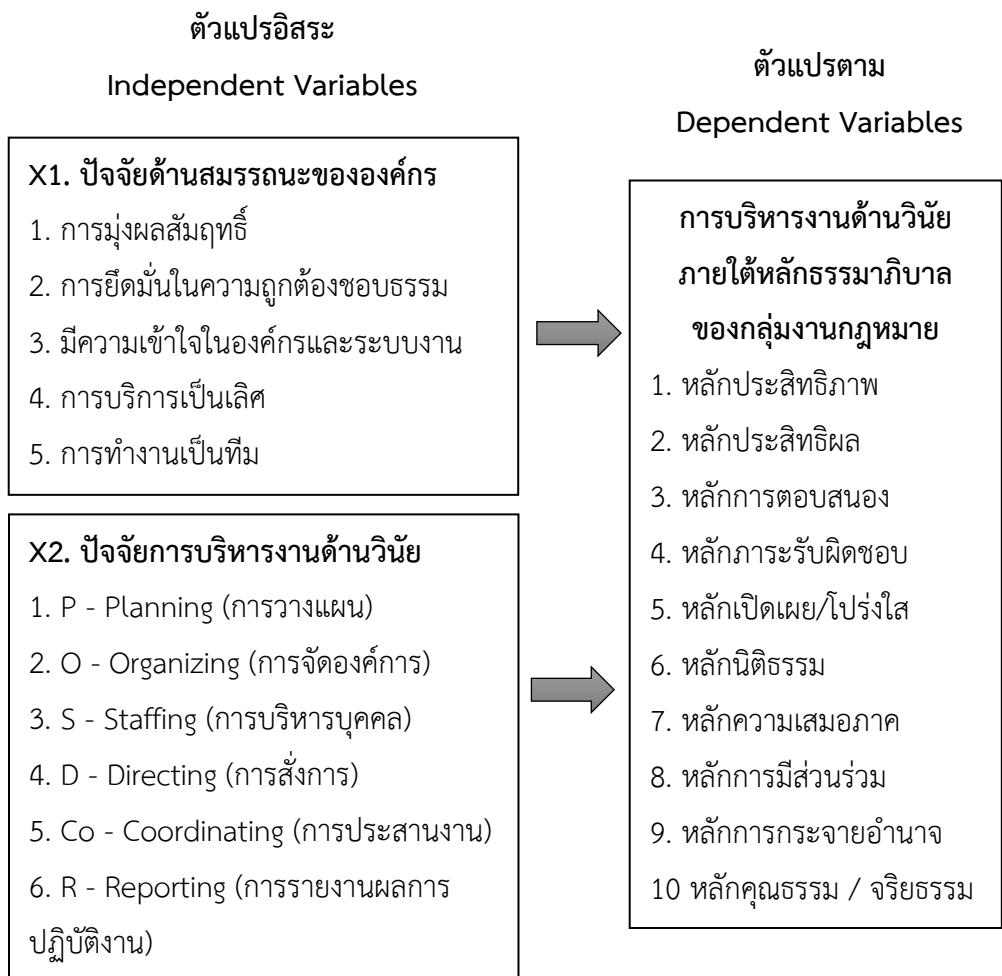 ตัวแปรอิสระ
Independent Variables
X1. ปัจจัยด้านสมรรถนะขององค์กร
1. การมุ่งผลสัมฤทธิ์
2. การยึดมั่นในความถูกต้องชอบธรรม
3. มีความเข้าใจในองค์กรและระบบงาน
4. การบริการเป็นเลิศ
5. การทำงานเป็นทีม
X2. ปัจจัยการบริหารงานด้านวินัย
1. P - Planning (การวางแผน)
2. O - Organizing (การจัดองค์การ)
3. S - Staffing (การบริหารบุคคล)
4. D - Directing (การสั่งการ)
5. Co - Coordinating (การประสานงาน)
6. R - Reporting (การรายงานผลการ
ปฏิบัติงาน)
ตัวแปรตาม
Dependent Variables
การบริหารงานด้านวินัย
ภายใต้หลักธรรมาภิบาล
ของกลุ่มงานกฎหมาย
1. หลักประสิทธิภาพ
2. หลักประสิทธิผล
3. หลักการตอบสนอง
4. หลักภาระรับผิดชอบ
5. หลักเปิดเผย/โปร่งใส
6. หลักนิติธรรม
7. หลักความเสมอภาค
8. หลักการมีส่วนร่วม
9. หลักการกระจายอำนาจ
10 หลักคุณธรรม / จริยธรรม